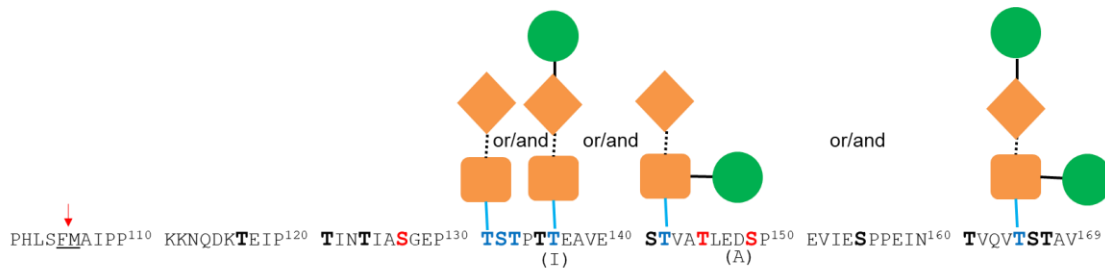 or/and or/and or/and
PHLSFMAIPP110 KKNQDKTEIP120 TINTIASGEP130 TSTPTTEAVE140 STVATLEDSP150 EVIESPPEIN160 TVQVTSTAV169
(I) (A)